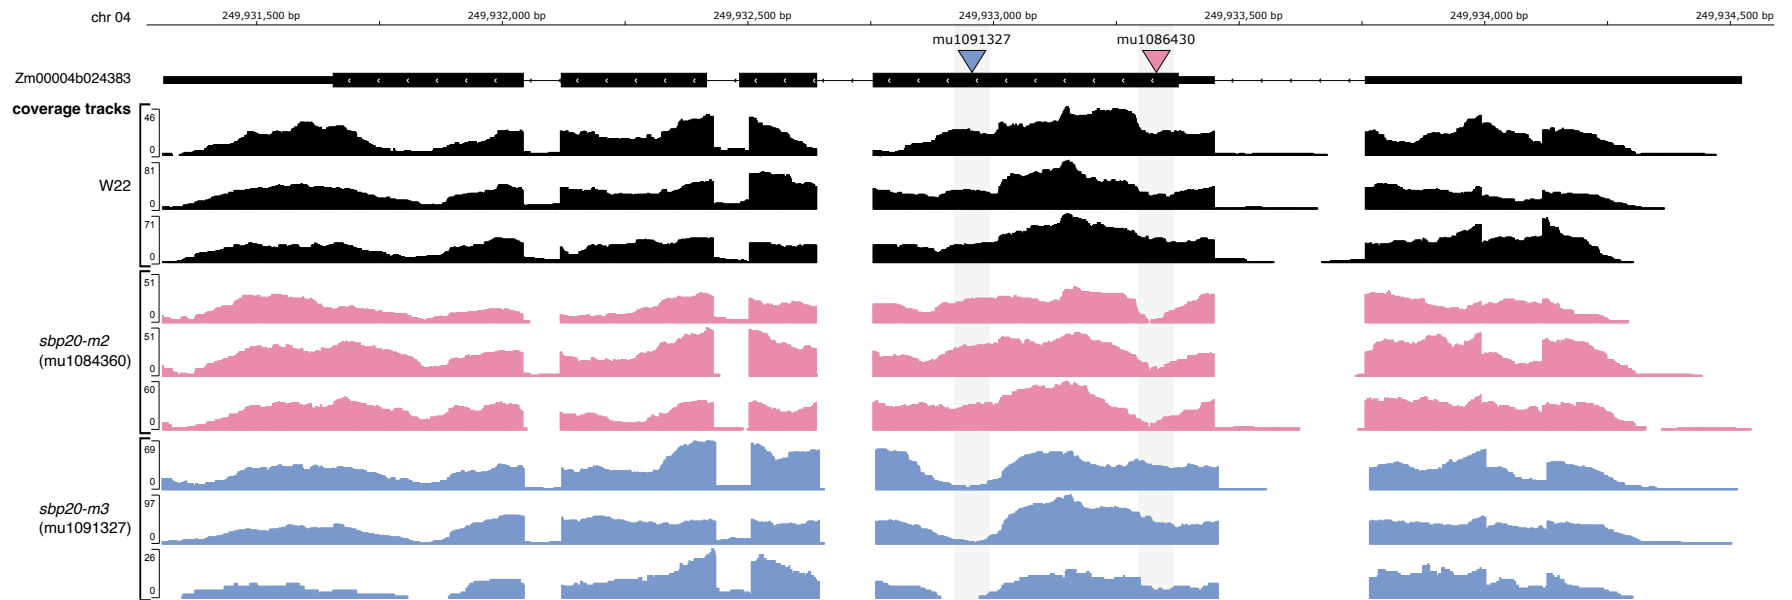 chr 04
249,931,500 bp 249,932,000 bp 249,932,500 bp 249,933,000 bp 249,933,500 bp 249,934,000 bp 249,934,500 bp
mu1091327 mu1086430
Zm00004b024383
coverage tracks
46
0
W22
81
0
71
0
51
0
sbp20-m2
(mu1084360)
51
0
60
0
69
0
sbp20-m3
(mu1091327)
97
0
26
0